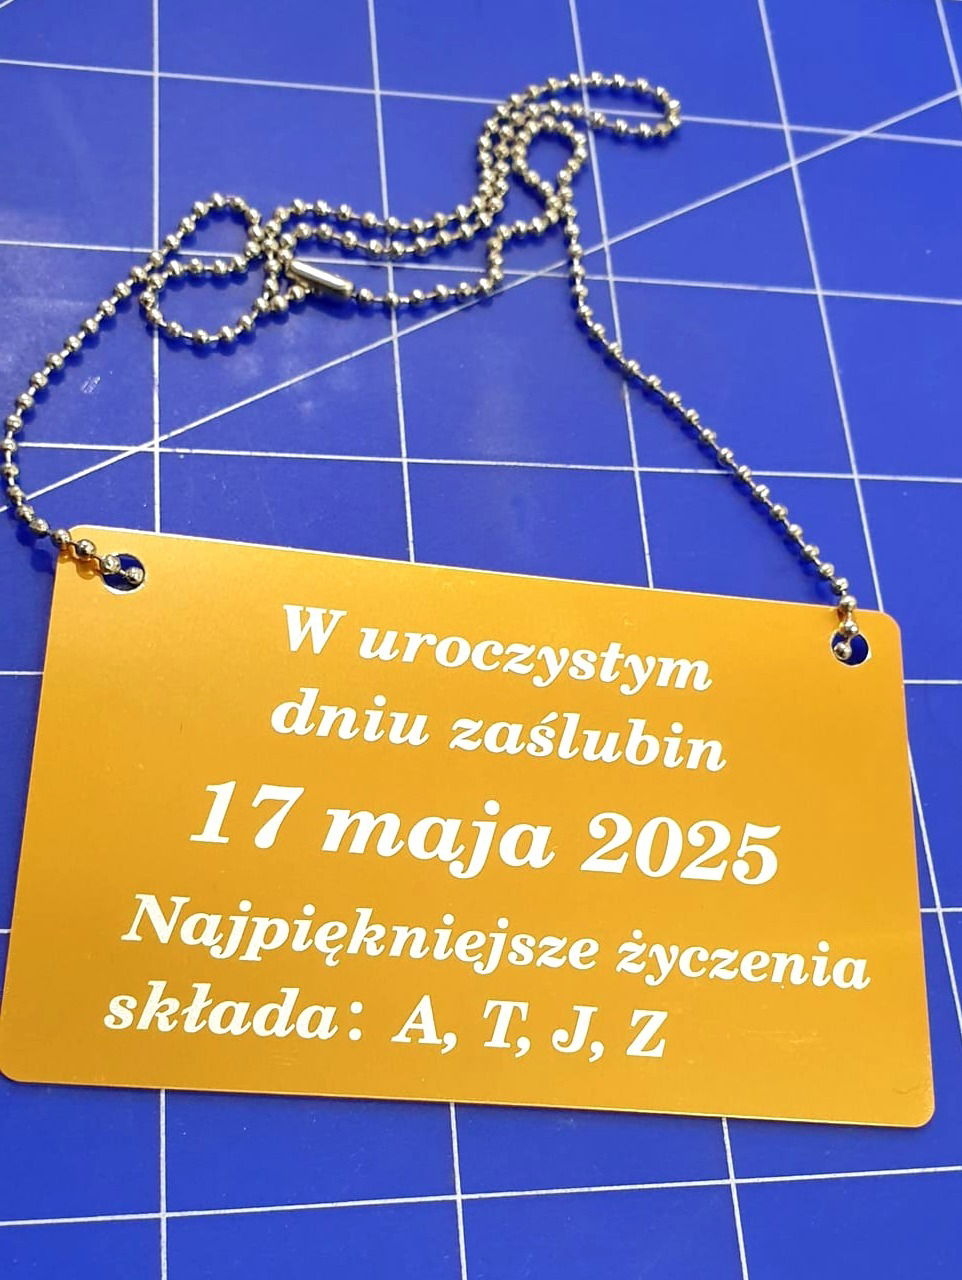 W uroczystym
dniu zaślubin
17 maja 2025
Najpiękniejsze życzenia
składa: A, T, J, Z